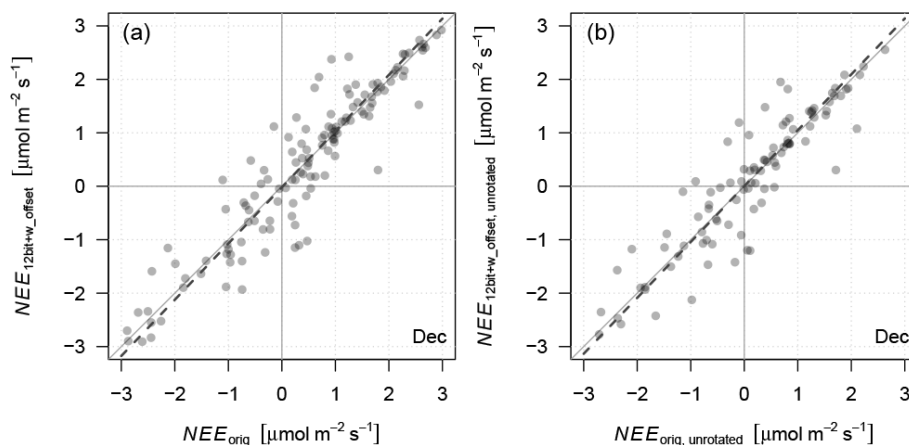 (a)
3
2
1
0
−1
−2
−3
NEE12bit+w_offset [μmol m−2 s−1]
Dec
−3 −2 −1 0 1 2 3
NEEorig [μmol m−2 s−1]
(b)
3
2
1
0
−1
−2
−3
NEE12bit+w_offset, unrotated [μmol m−2 s−1]
Dec
−3 −2 −1 0 1 2 3
NEEorig, unrotated [μmol m−2 s−1]